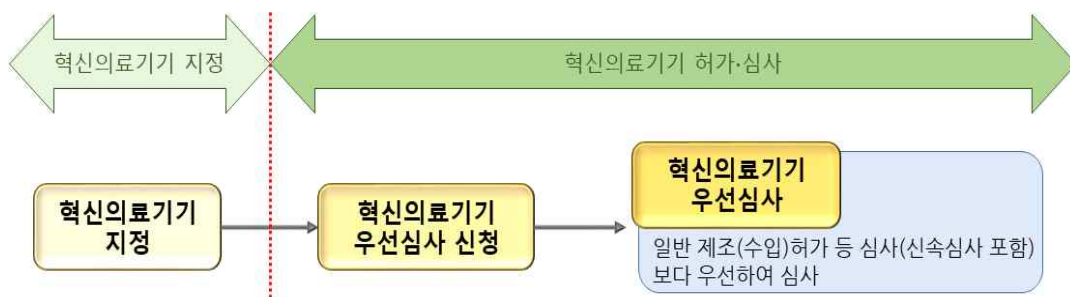 혁신의료기기 지정
혁신의료기기 허가·심사
혁신의료기기
지정
혁신의료기기
우선심사 신청
혁신의료기기
우선심사
일반 제조(수입)허가 등 심사(신속심사 포함)
보다 우선하여 심사